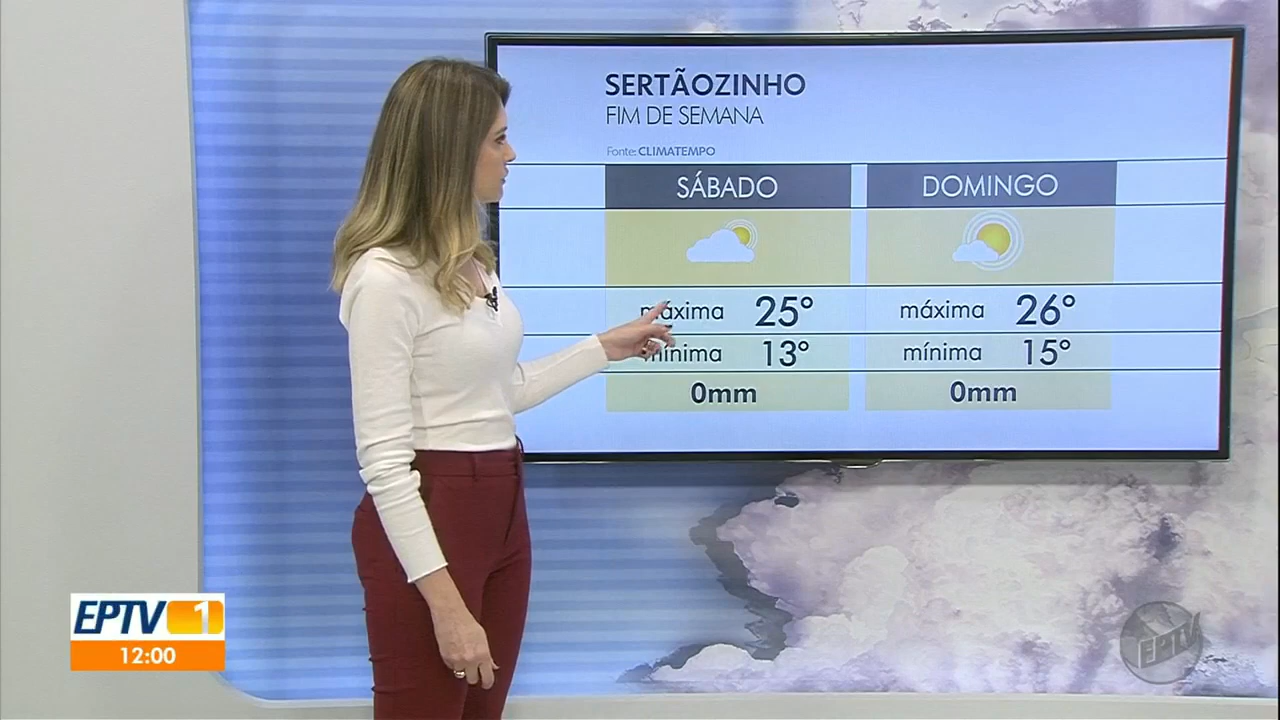 SERTÃOZINHO
FIM DE SEMANA
Fonte: CLIMATEMPO
SÁBADO DOMINGO
máxima 25° máxima 26°
mínima 13° mínima 15°
0mm 0mm
EPTV 1
12:00
EPTV